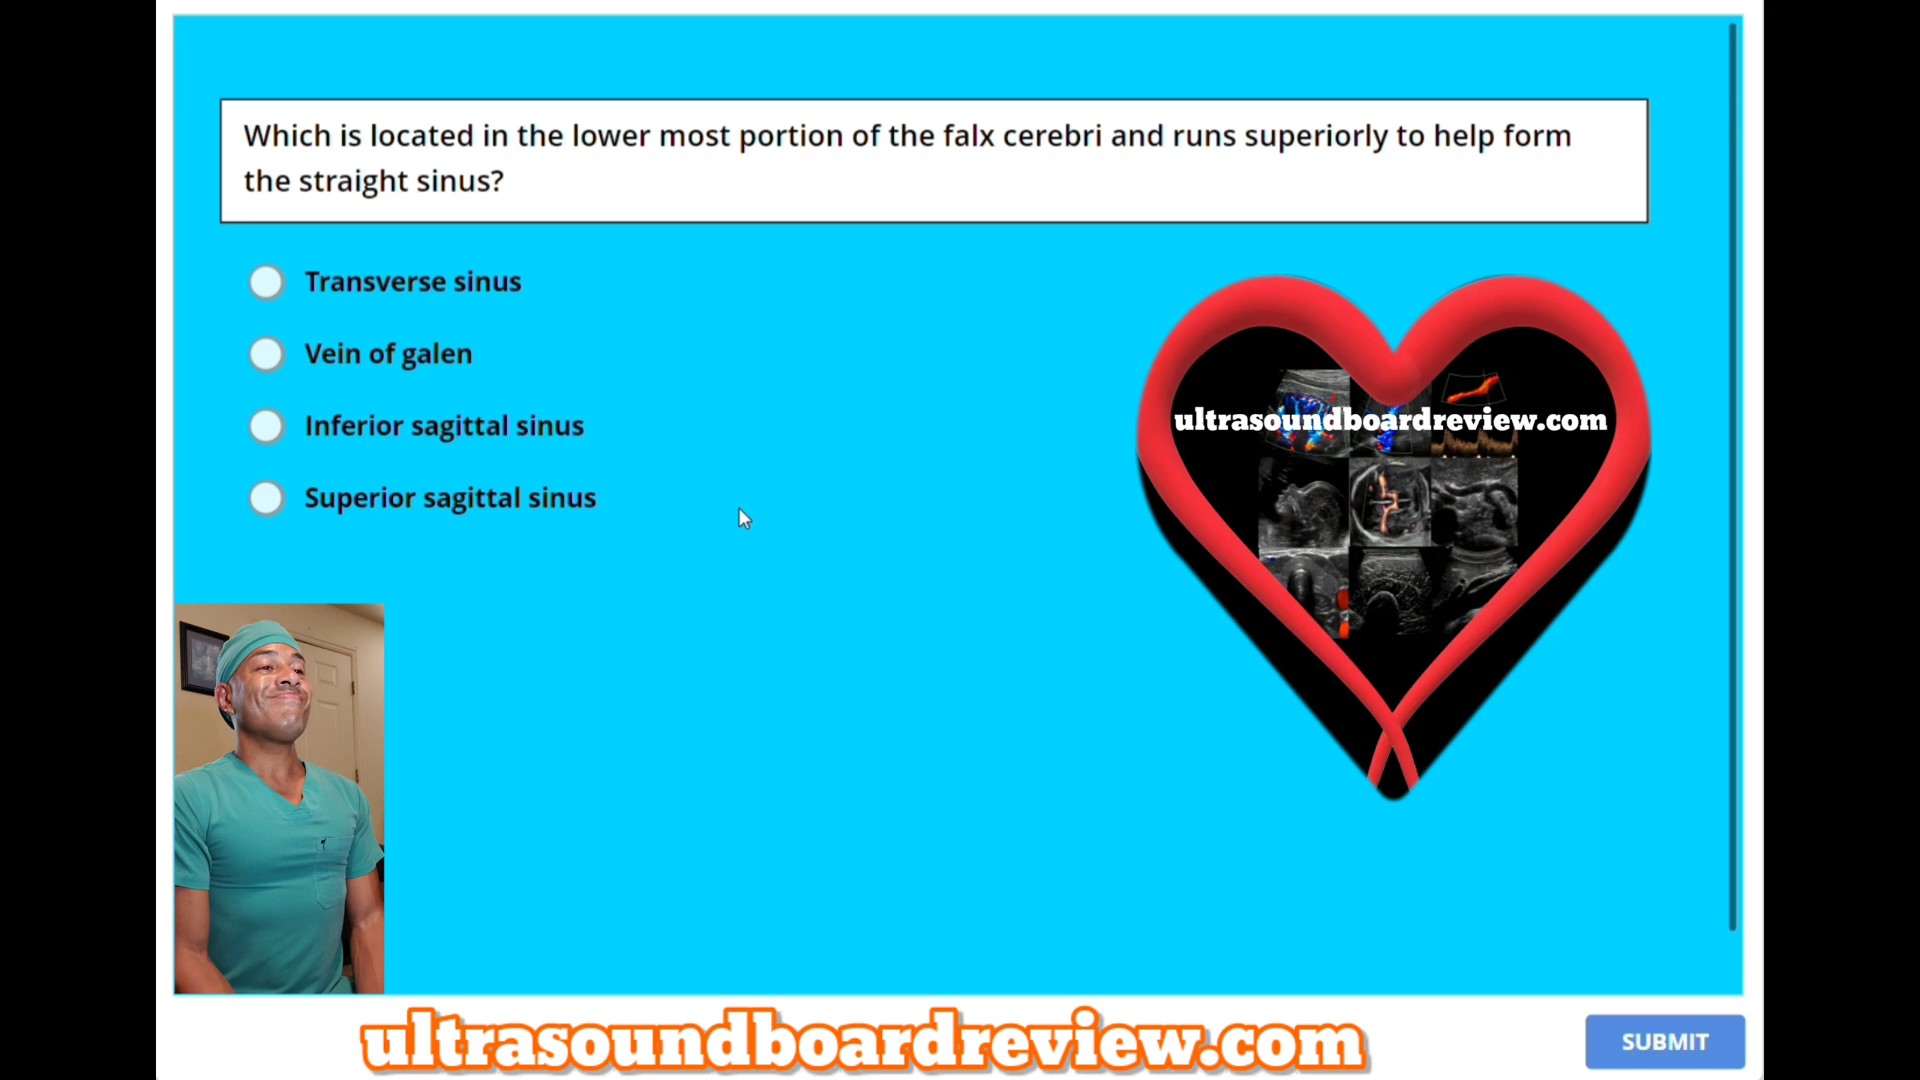 Which is located in the lower most portion of the falx cerebri and runs superiorly to help form
the straight sinus?
Transverse sinus
Vein of galen
Inferior sagittal sinus
Superior sagittal sinus
ultrasoundboardreview.com
ultrasoundboardreview.com
SUBMIT